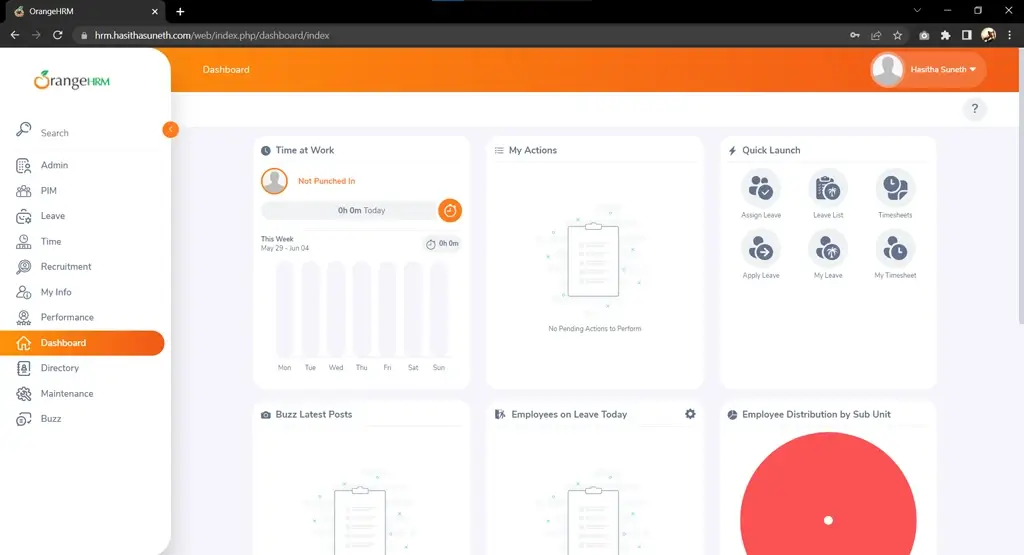 OrangeHRM
hrm.hasithasuneth.com/web/index.php/dashboard/index
OrangeHRM
Dashboard
Hasitha Suneth
?
Search
Admin
PIM
Leave
Time
Recruitment
My Info
Performance
Dashboard
Directory
Maintenance
Buzz
Time at Work
Not Punched In
0h 0m Today
This Week
May 29 - Jun 04
0h 0m
Mon Tue Wed Thu Fri Sat Sun
My Actions
No Pending Actions to Perform
Quick Launch
Assign Leave
Leave List
Timesheets
Apply Leave
My Leave
My Timesheet
Buzz Latest Posts
Employees on Leave Today
Employee Distribution by Sub Unit